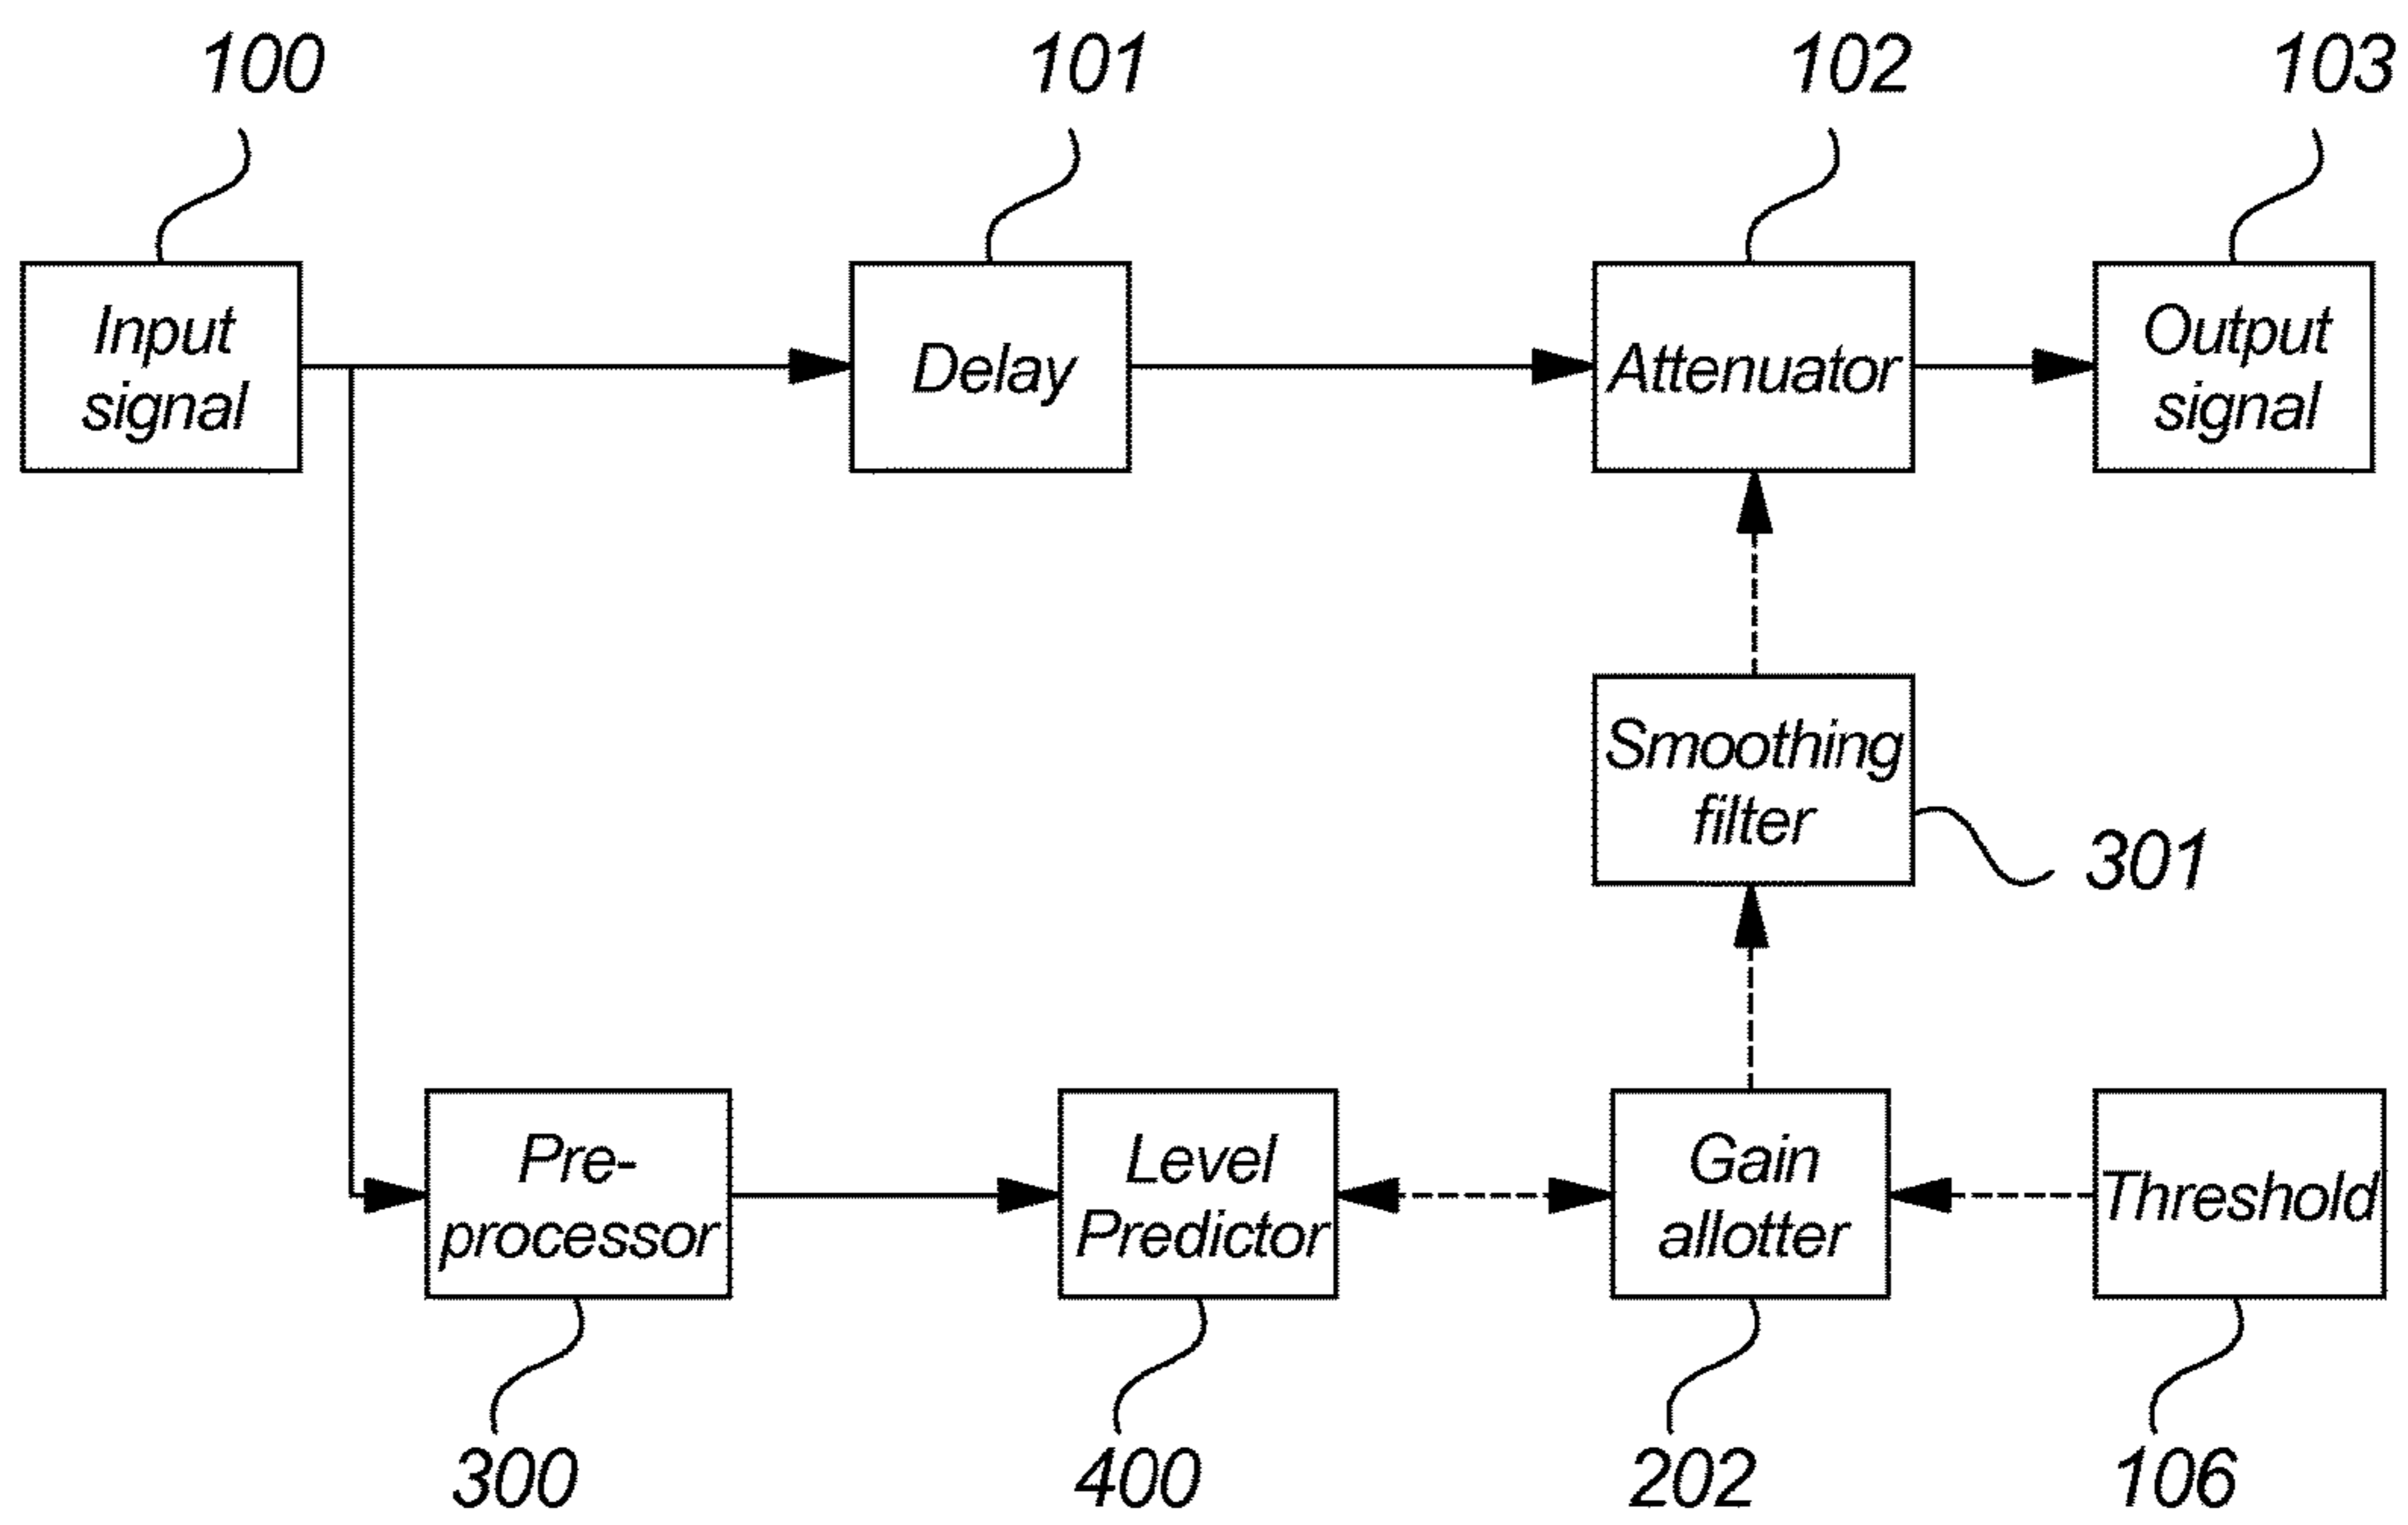 100
101
102
103
Input
signal
Delay
Attenuator
Output
signal
Smoothing
filter
301
Pre-
processor
Level
Predictor
Gain
allotter
Threshold
300
400
202
106